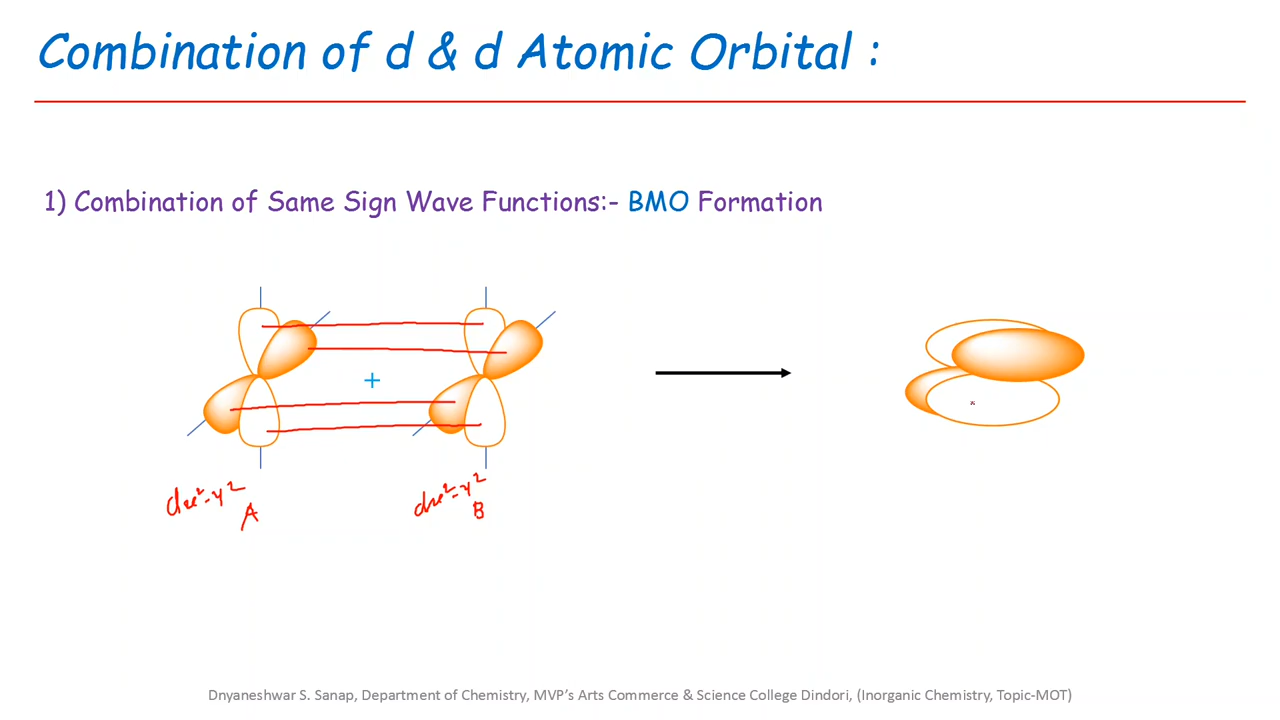 Combination of d & d Atomic Orbital :
1) Combination of Same Sign Wave Functions:- BMO Formation
+
dx²-y² dx²-y²
A B
Dnyaneshwar S. Sanap, Department of Chemistry, MVP's Arts Commerce & Science College Dindori, (Inorganic Chemistry, Topic-MOT)